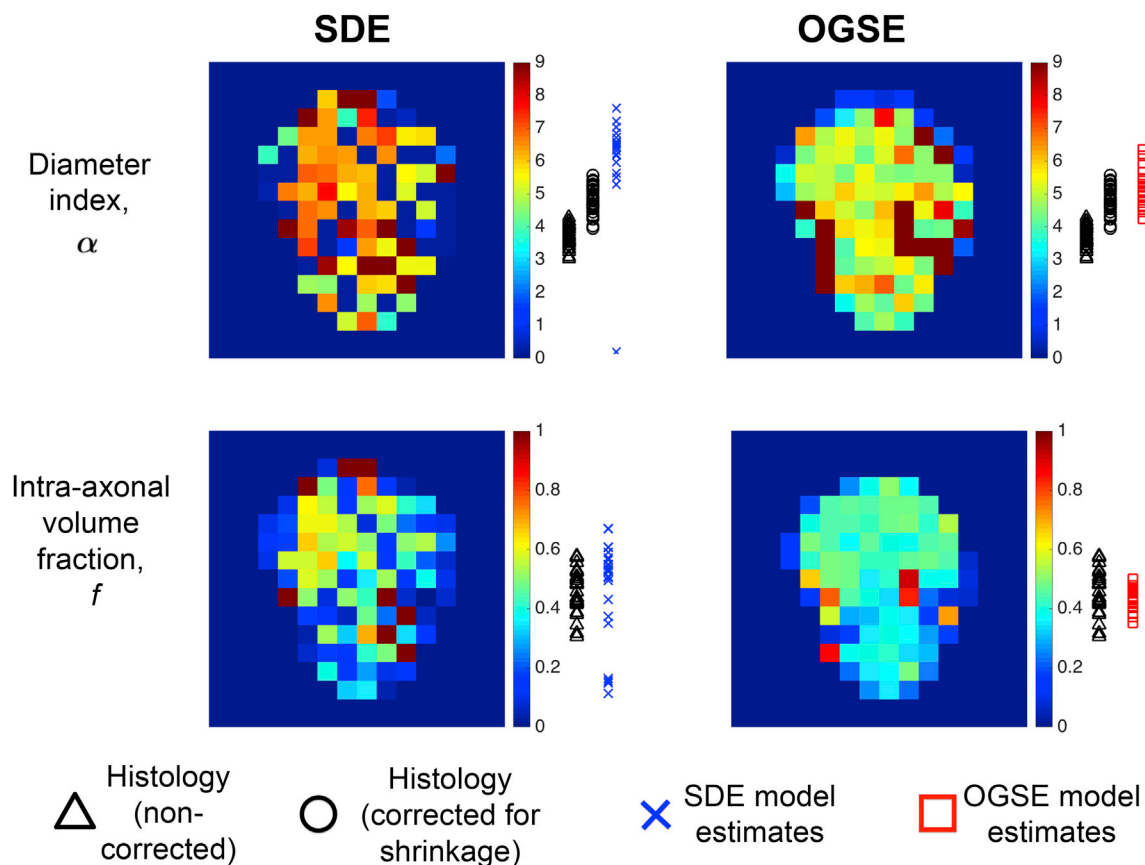 SDE
OGSE
Diameter
index,
α
9
8
7
6
5
4
3
2
1
0
9
8
7
6
5
4
3
2
1
0
Intra-axonal
volume
fraction,
f
1
0.8
0.6
0.4
0.2
0
1
0.8
0.6
0.4
0.2
0
Histology
(non-
corrected)
Histology
(corrected for
shrinkage)
SDE model
estimates
OGSE model
estimates